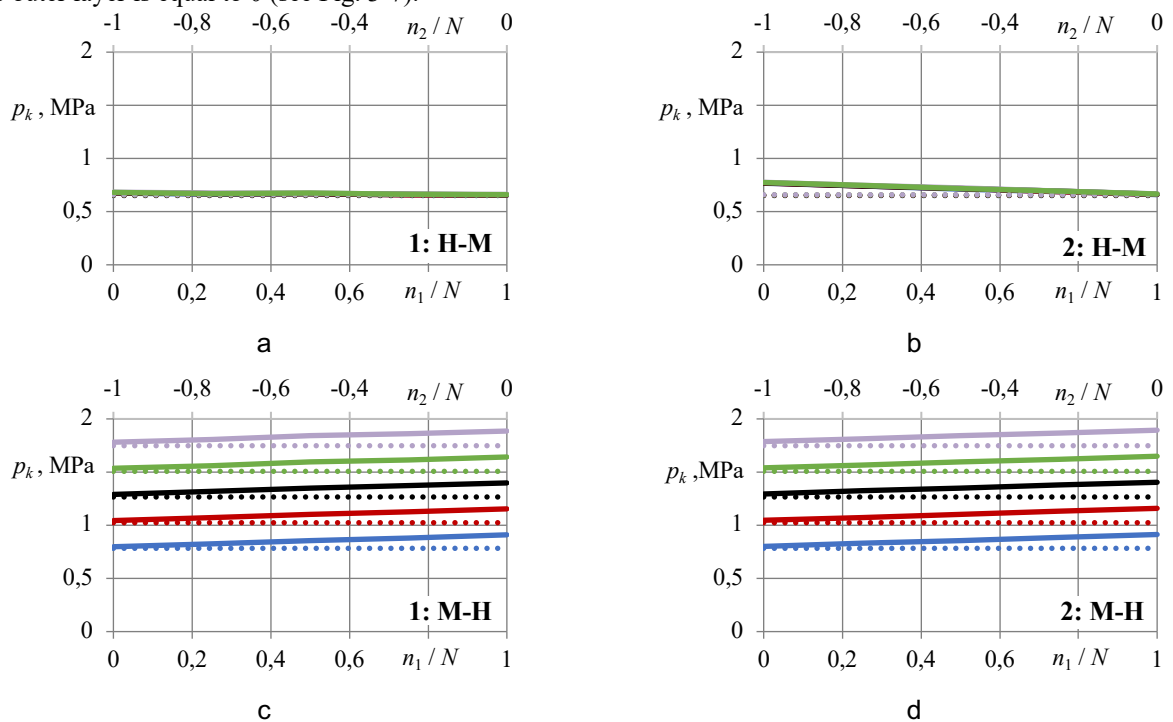 outer layer is equal to 0 (see Fig. 5-7).
-1 -0,8 -0,6 -0,4 n2 / N 0
2
pk , MPa
1
0,5
0
1: H-M
0 0,2 0,4 0,6 n1 / N 1
a
-1 -0,8 -0,6 -0,4 n2 / N 0
2
pk , MPa
1
0,5
0
2: H-M
0 0,2 0,4 0,6 n1 / N 1
b
-1 -0,8 -0,6 -0,4 n2 / N 0
2
pk, MPa
1
0,5
0
1: M-H
0 0,2 0,4 0,6 n1 / N 1
c
-1 -0,8 -0,6 -0,4 n2 / N 0
2
pk ,MPa
1
0,5
0
2: M-H
0 0,2 0,4 0,6 n1 / N 1
d